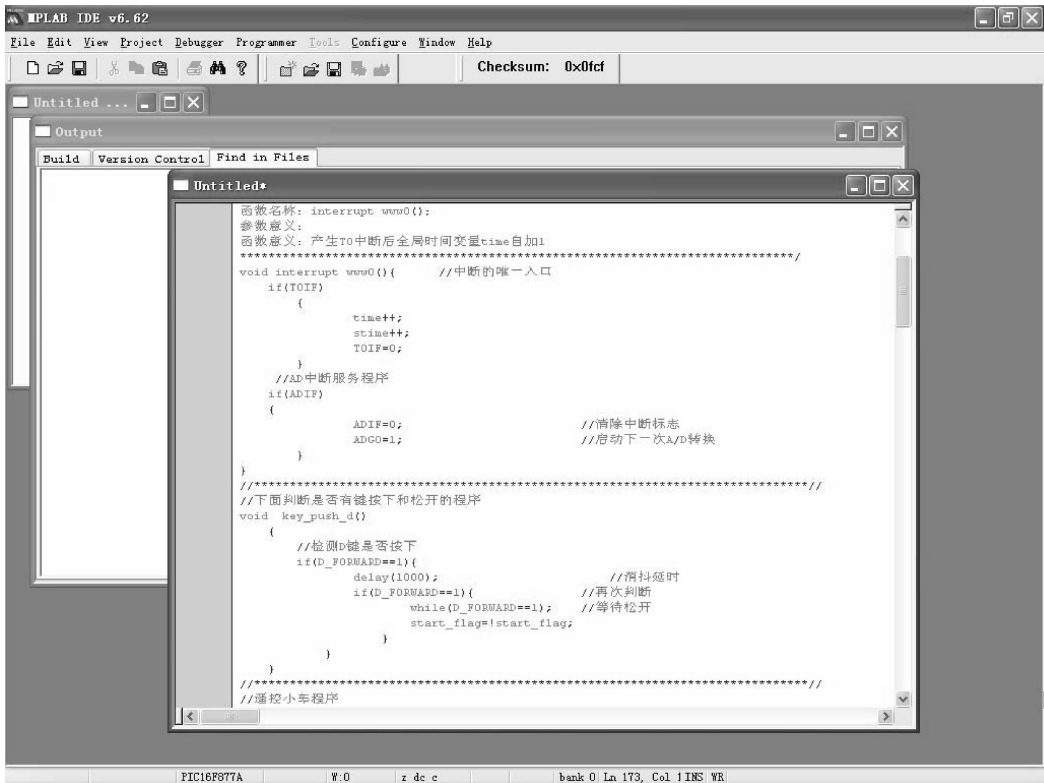 MPLAB IDE v6.62
File Edit View Project Debugger Programmer Tools Configure Window Help
Checksum: 0x0fcf
Untitled ...
Output
Build Version Control Find in Files
Untitled*
函数名称: interrupt www0();
参数意义:
函数意义: 产生T0中断后全局时间变量time自加1
******************************************************************************/
void interrupt www0(){ //中断的唯一入口
if(T0IF)
{
time++;
stime++;
T0IF=0;
}
//AD中断服务程序
if(ADIF)
{
ADIF=0; //清除中断标志
ADGO=1; //启动下一次A/D转换
}
}
//******************************************************************************//
//下面判断是否有键按下和松开的程序
void key_push_d()
{
//检测D键是否按下
if(D_FORWARD==1){
delay(1000); //消抖延时
if(D_FORWARD==1){ //再次判断
while(D_FORWARD==1); //等待松开
start_flag=!start_flag;
}
}
}
//******************************************************************************//
//遥控小车程序
PIC16F877A W:0 z dc c bank 0 Ln 173, Col 1 INS WR